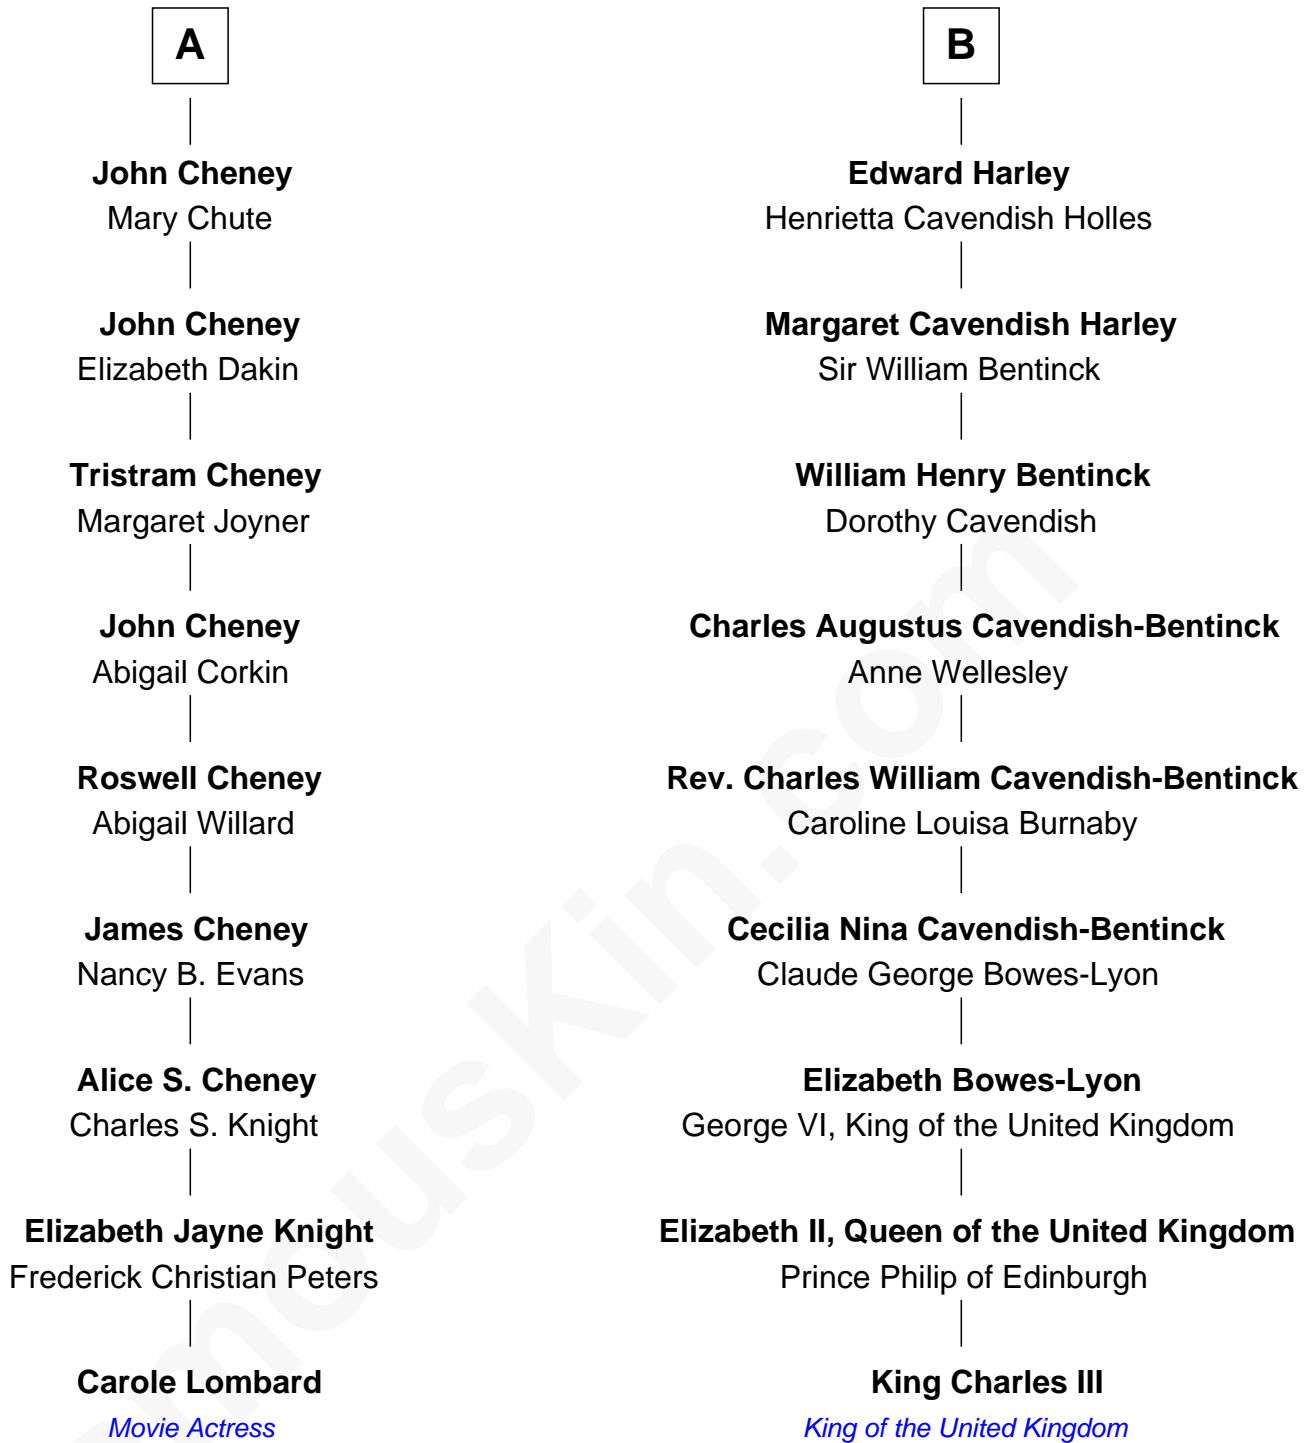 A
John Cheney
Mary Chute
John Cheney
Elizabeth Dakin
Tristram Cheney
Margaret Joyner
John Cheney
Abigail Corkin
Roswell Cheney
Abigail Willard
James Cheney
Nancy B. Evans
Alice S. Cheney
Charles S. Knight
Elizabeth Jayne Knight
Frederick Christian Peters
Carole Lombard
Movie Actress
B
Edward Harley
Henrietta Cavendish Holles
Margaret Cavendish Harley
Sir William Bentinck
William Henry Bentinck
Dorothy Cavendish
Charles Augustus Cavendish-Bentinck
Anne Wellesley
Rev. Charles William Cavendish-Bentinck
Caroline Louisa Burnaby
Cecilia Nina Cavendish-Bentinck
Claude George Bowes-Lyon
Elizabeth Bowes-Lyon
George VI, King of the United Kingdom
Elizabeth II, Queen of the United Kingdom
Prince Philip of Edinburgh
King Charles III
King of the United Kingdom